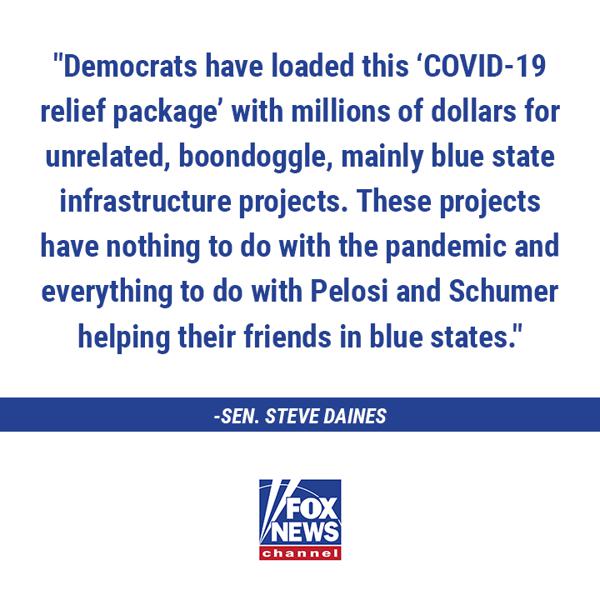 "Democrats have loaded this ‘COVID-19
relief package’ with millions of dollars for
unrelated, boondoggle, mainly blue state
infrastructure projects. These projects
have nothing to do with the pandemic and
everything to do with Pelosi and Schumer
helping their friends in blue states."
-SEN. STEVE DAINES
FOX
NEWS
channel